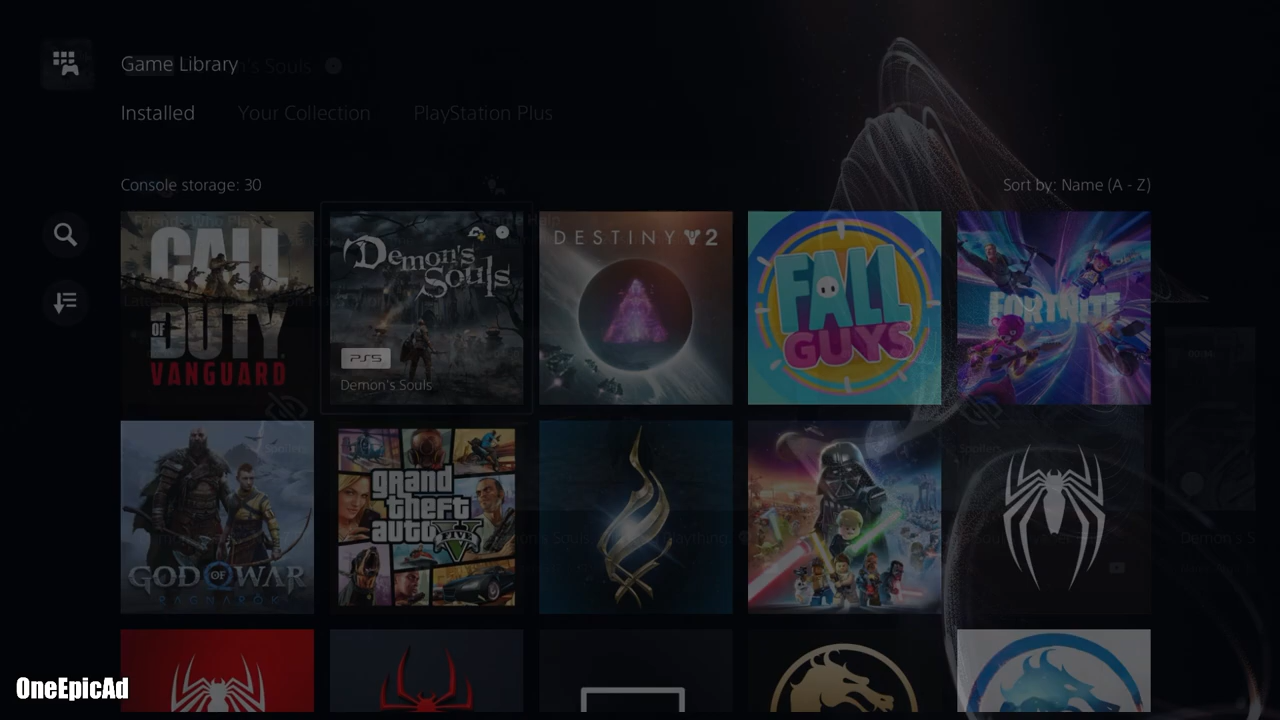 Game Library
Installed Your Collection PlayStation Plus
Console storage: 30
Sort by: Name (A - Z)
CALL OF DUTY. VANGUARD
Demon's Souls
PS5
Demon's Souls
DESTINY 2
FALL GUYS
FORTNITE
GOD OF WAR
RAGNARÖK
grand theft auto V
FIVE
OneEpicAd